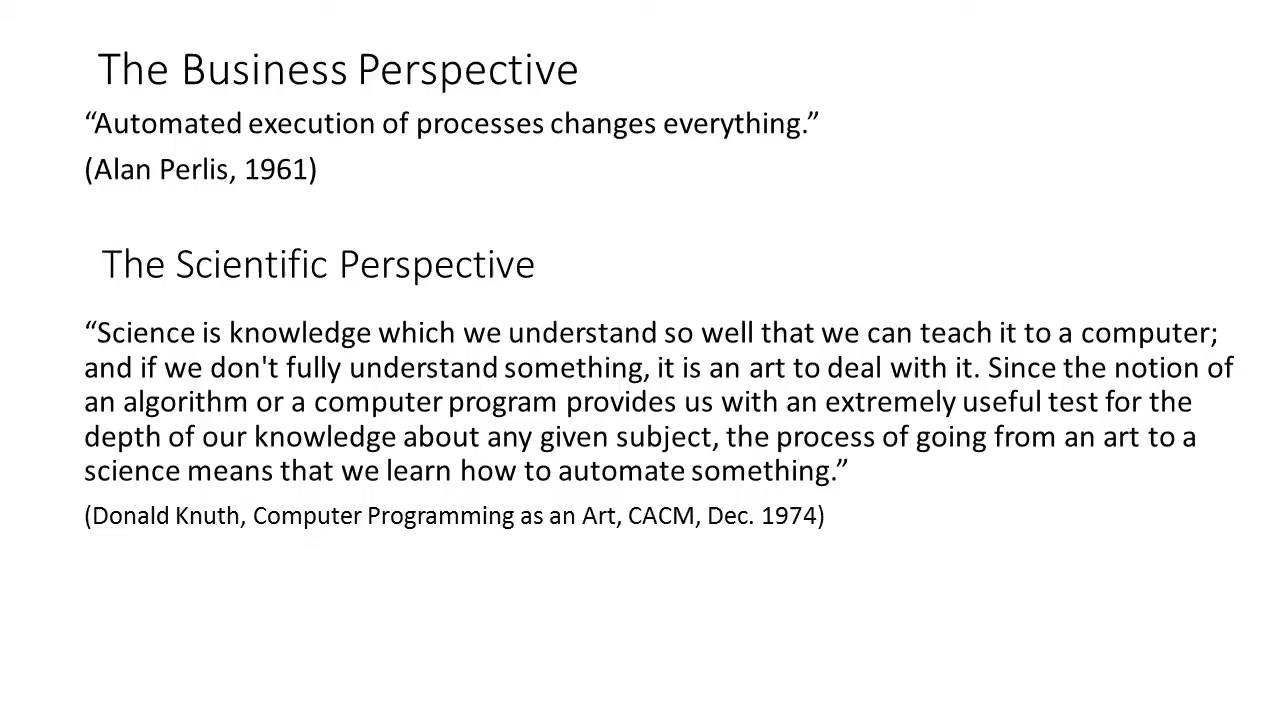 The Business Perspective
“Automated execution of processes changes everything.”
(Alan Perlis, 1961)
The Scientific Perspective
“Science is knowledge which we understand so well that we can teach it to a computer;
and if we don't fully understand something, it is an art to deal with it. Since the notion of
an algorithm or a computer program provides us with an extremely useful test for the
depth of our knowledge about any given subject, the process of going from an art to a
science means that we learn how to automate something.”
(Donald Knuth, Computer Programming as an Art, CACM, Dec. 1974)